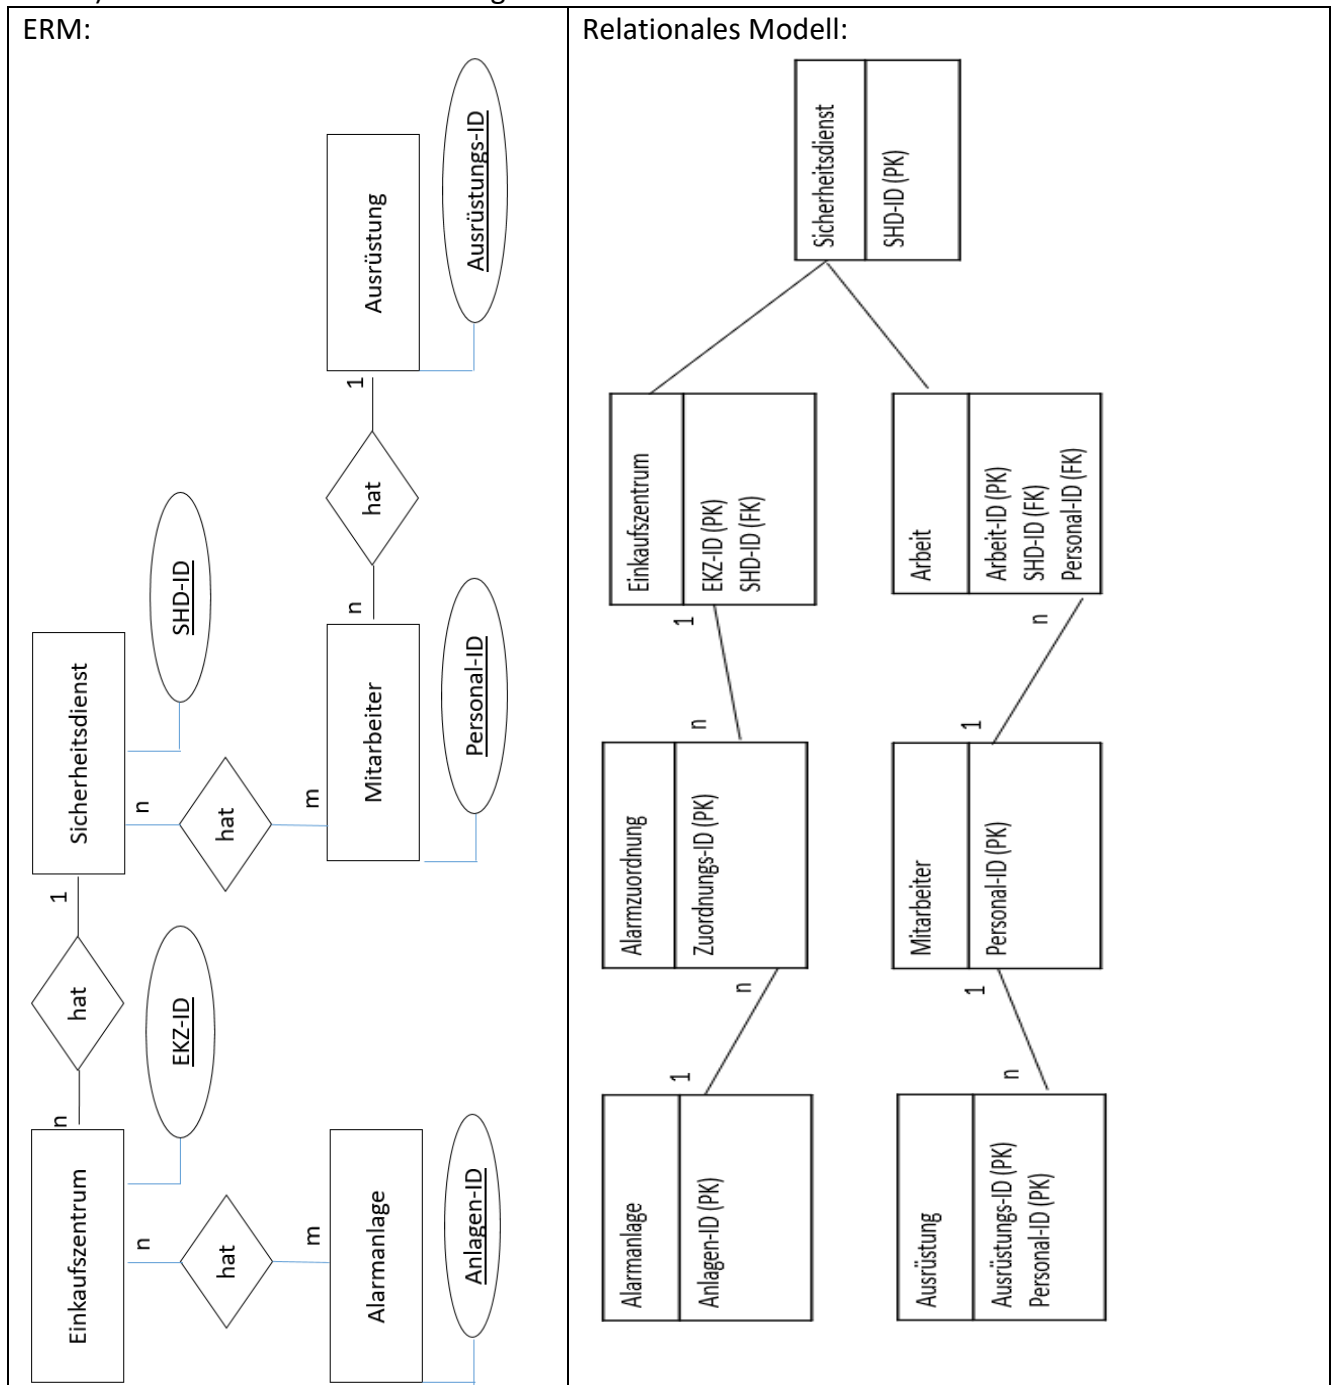 ERM:
Einkaufszentrum
n
hat
1
Sicherheitsdienst
EKZ-ID
SHD-ID
n
hat
m
n
hat
m
Alarmanlage
Mitarbeiter
n
hat
1
Ausrüstung
Anlagen-ID
Personal-ID
Ausrüstungs-ID
Relationales Modell:
Alarmanlage
Anlagen-ID (PK)
1
n
Alarmzuordnung
Zuordnungs-ID (PK)
n
1
Einkaufszentrum
EKZ-ID (PK)
SHD-ID (FK)
Sicherheitsdienst
SHD-ID (PK)
Ausrüstung
Ausrüstungs-ID (PK)
Personal-ID (PK)
n
1
Mitarbeiter
Personal-ID (PK)
1
n
Arbeit
Arbeit-ID (PK)
SHD-ID (FK)
Personal-ID (FK)